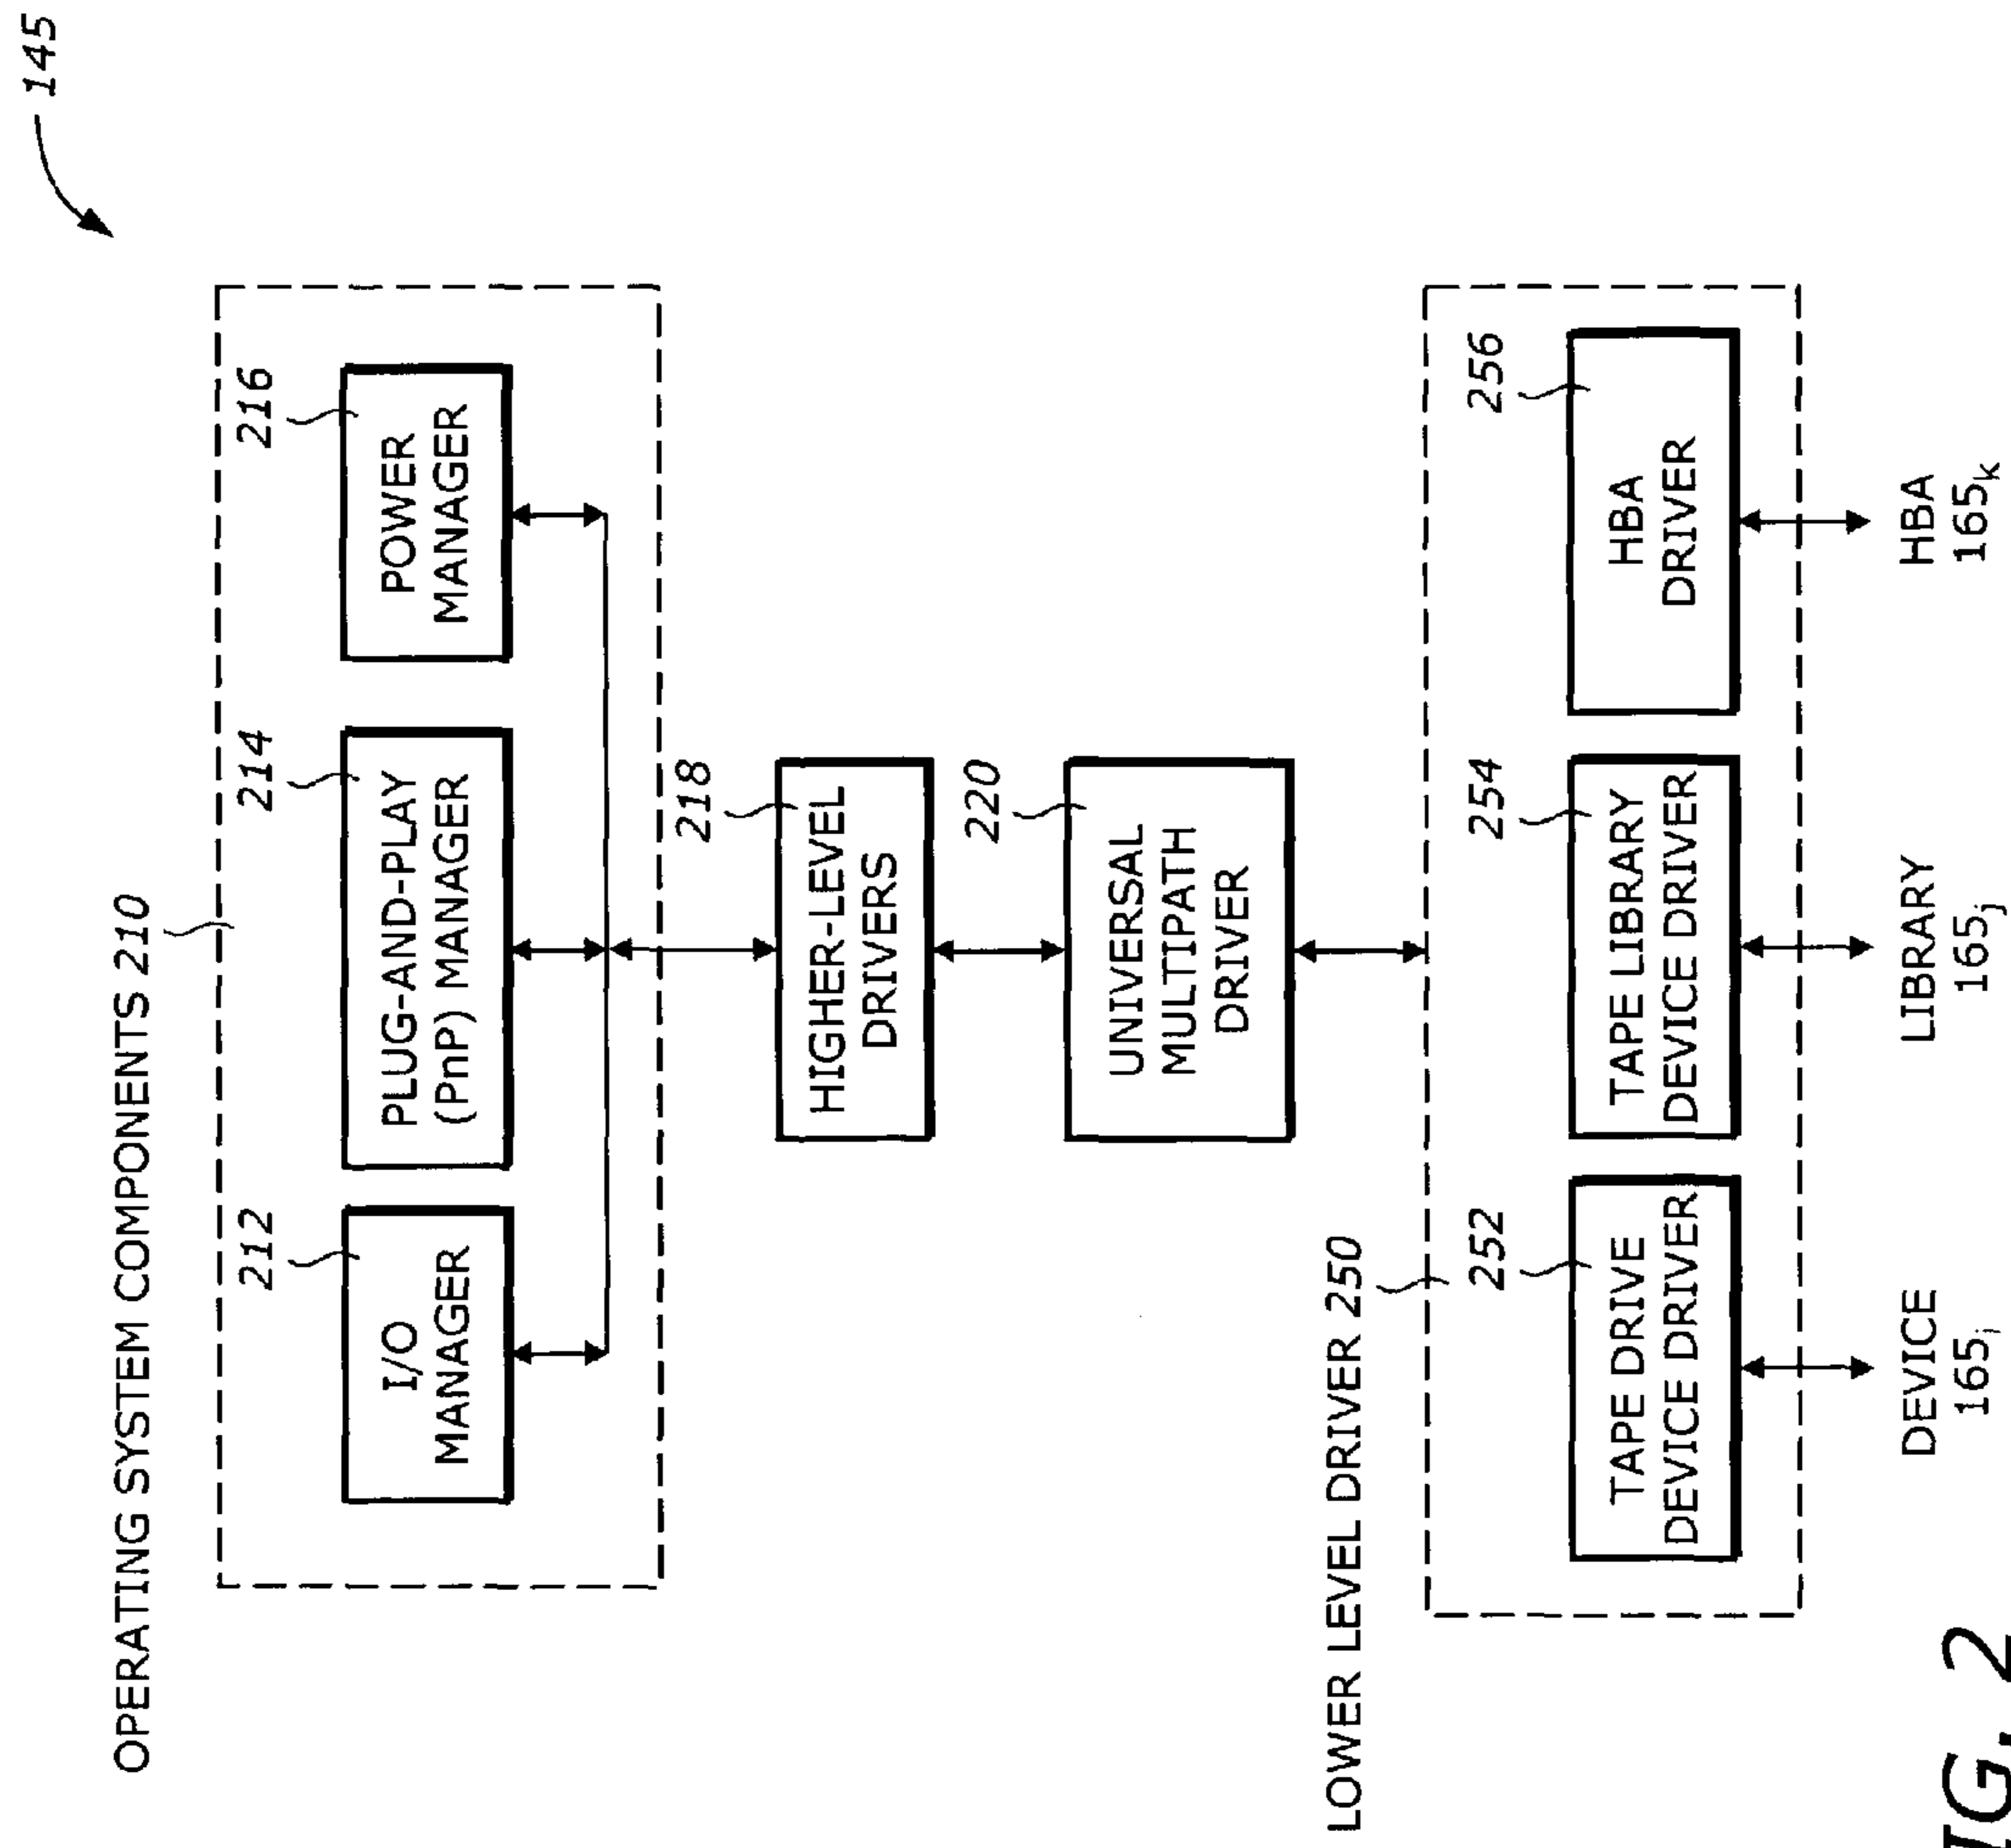 145
OPERATING SYSTEM COMPONENTS 210
212
214
216
I/O
MANAGER
PLUG-AND-PLAY
(PnP) MANAGER
POWER
MANAGER
218
HIGHER-LEVEL
DRIVERS
220
UNIVERSAL
MULTIPATH
DRIVER
LOWER LEVEL DRIVER 250
252
254
256
TAPE DRIVE
DEVICE DRIVER
TAPE LIBRARY
DEVICE DRIVER
HBA
DRIVER
DEVICE
165i
LIBRARY
165j
HBA
165k
IG. 2